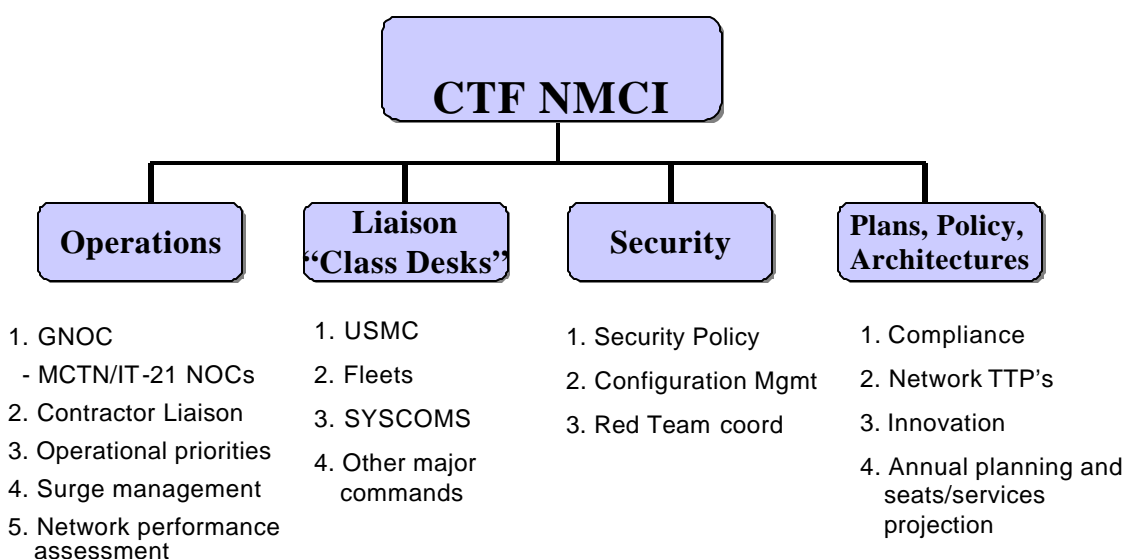 CTF NMCI
Operations
1. GNOC
- MCTN/IT-21 NOCs
2. Contractor Liaison
3. Operational priorities
4. Surge management
5. Network performance
assessment
Liaison
“Class Desks”
1. USMC
2. Fleets
3. SYSCOMS
4. Other major
commands
Security
1. Security Policy
2. Configuration Mgmt
3. Red Team coord
Plans, Policy,
Architectures
1. Compliance
2. Network TTP’s
3. Innovation
4. Annual planning and
seats/services
projection